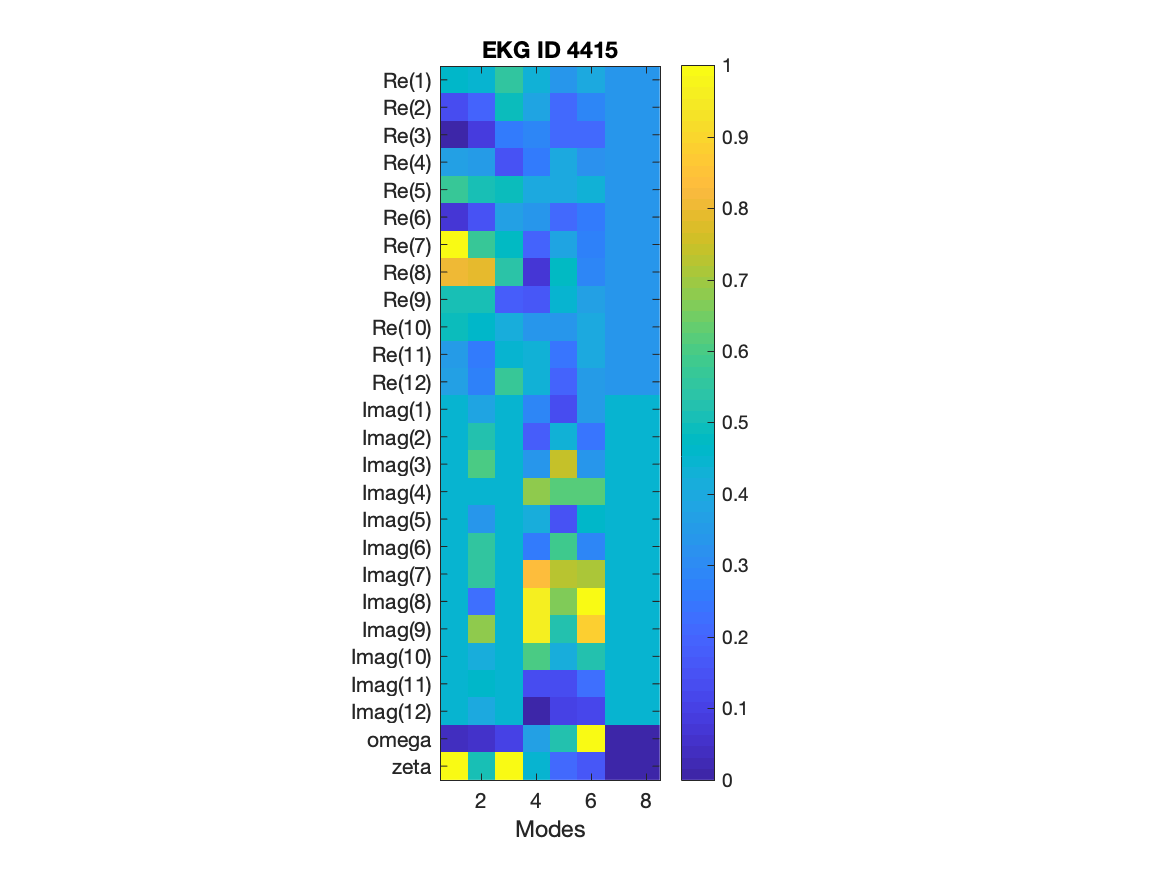 EKG ID 4415
Re(1)
Re(2)
Re(3)
Re(4)
Re(5)
Re(6)
Re(7)
Re(8)
Re(9)
Re(10)
Re(11)
Re(12)
Imag(1)
Imag(2)
Imag(3)
Imag(4)
Imag(5)
Imag(6)
Imag(7)
Imag(8)
Imag(9)
Imag(10)
Imag(11)
Imag(12)
omega
zeta
2 4 6 8
Modes
1
0.9
0.8
0.7
0.6
0.5
0.4
0.3
0.2
0.1
0